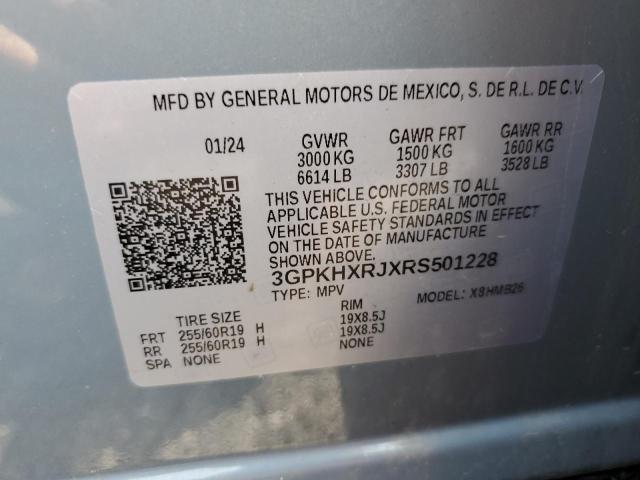 MFD BY GENERAL MOTORS DE MEXICO, S. DE R.L. DE C.V.
01/24 GVWR GAWR FRT GAWR RR
3000 KG 1500 KG 1600 KG
6614 LB 3307 LB 3528 LB
THIS VEHICLE CONFORMS TO ALL
APPLICABLE U.S. FEDERAL MOTOR
VEHICLE SAFETY STANDARDS IN EFFECT
ON THE DATE OF MANUFACTURE
SHOWN ABOVE.
3GPKHXRJXRS501228
TYPE: MPV MODEL: X8HMB26
TIRE SIZE RIM
FRT 255/60R19 H 19X8.5J
RR 255/60R19 H 19X8.5J
SPA NONE NONE